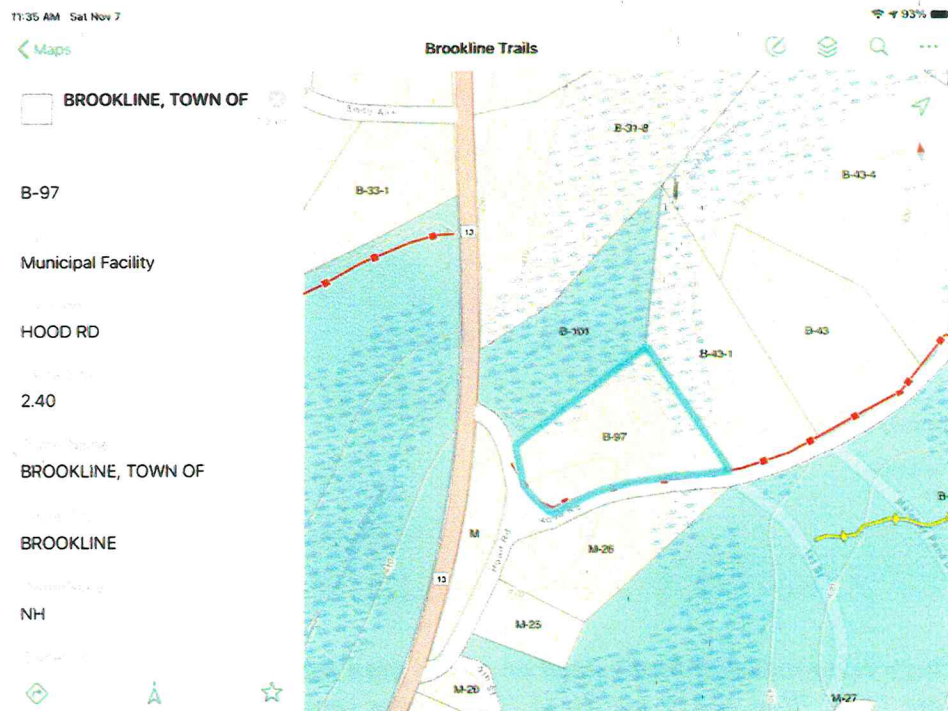 11:35 AM Sat Nov 7
93%
Maps
Brookline Trails
BROOKLINE, TOWN OF
B-97
Municipal Facility
HOOD RD
2.40
BROOKLINE, TOWN OF
BROOKLINE
NH
B-31-8
B-33-1
B-43-4
13
B-101
B-43
B-43-1
B-97
M
Hood Rd
M-26
13
M-25
M-20
M-27